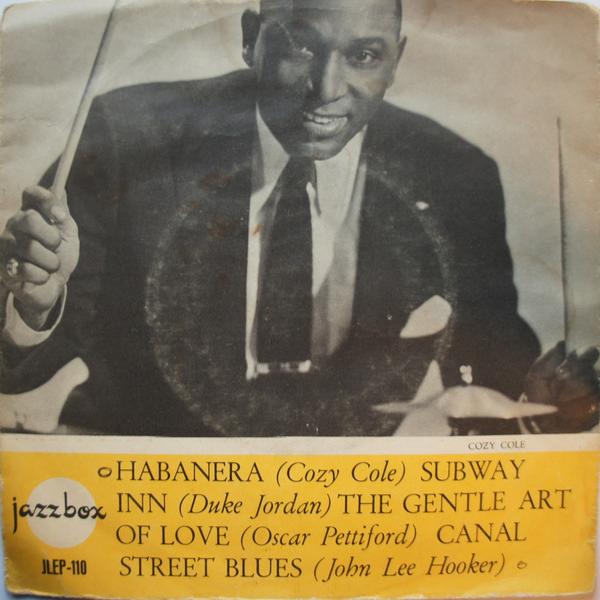 COZY COLE
HABANERA (Cozy Cole) SUBWAY
INN (Duke Jordan) THE GENTLE ART
OF LOVE (Oscar Pettiford) CANAL
STREET BLUES (John Lee Hooker)
jazzbox
JLEP-110